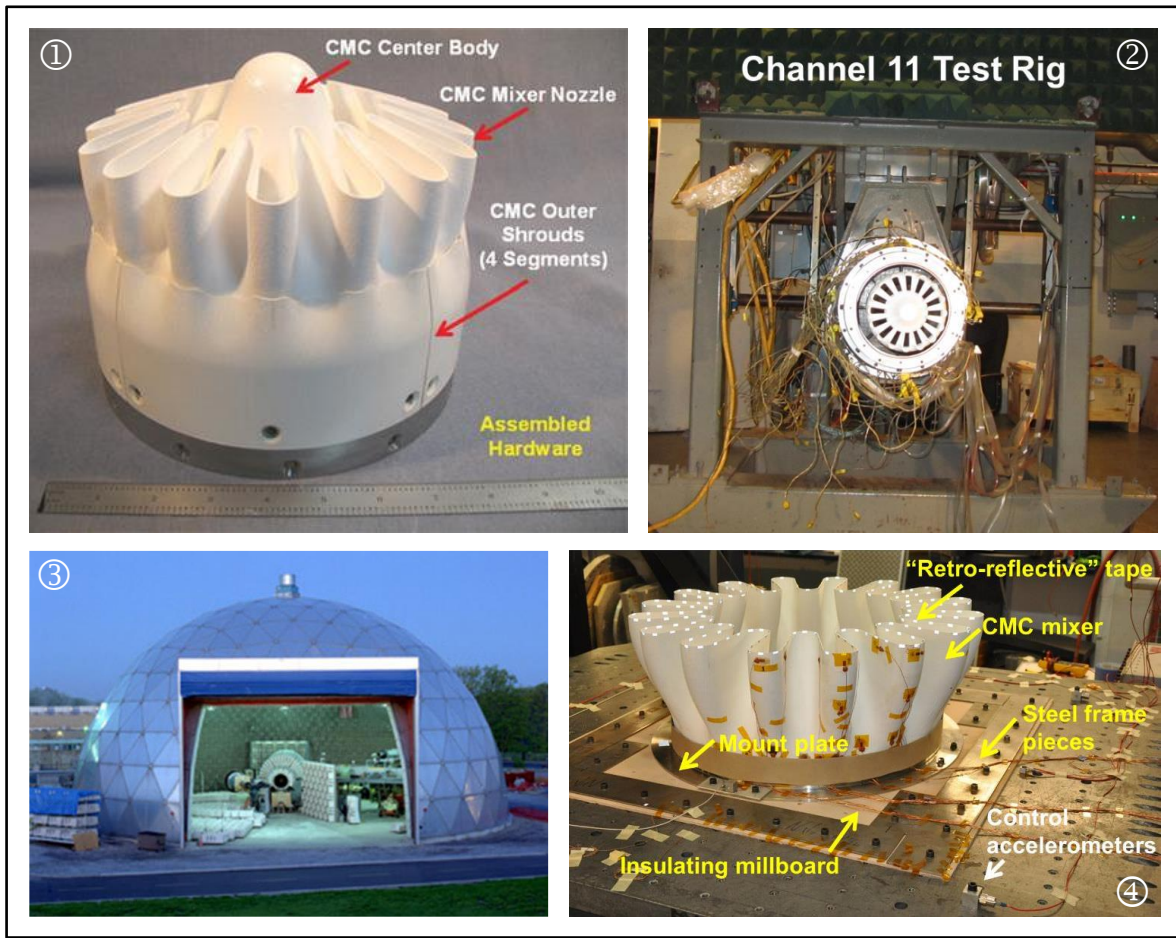 ①
CMC Center Body
CMC Mixer Nozzle
CMC Outer
Shrouds
(4 Segments)
Assembled
Hardware
②
Channel 11 Test Rig
③
“Retro-reflective” tape
CMC mixer
Steel frame
pieces
Mount plate
Control
accelerometers
Insulating millboard
④